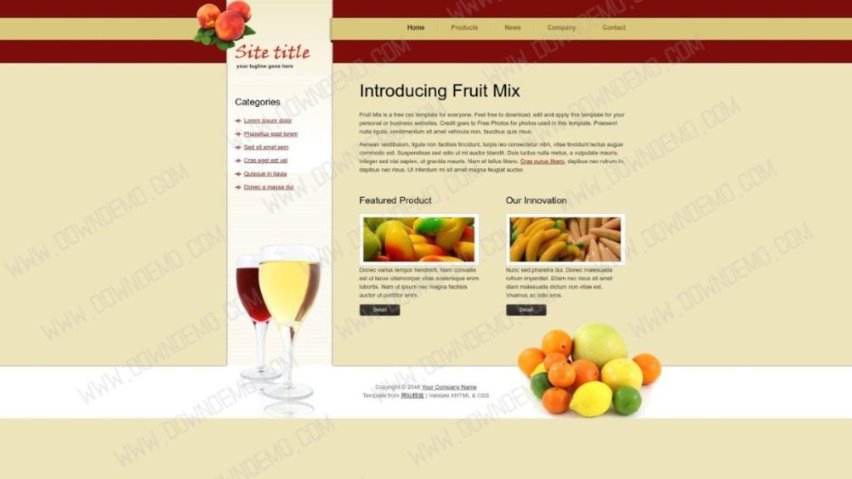 Home Products News Company Contact
Site title
your tagline goes here
Categories
Lorem ipsum dolor
Phasellus eget lorem
Sed sit amet sem
Cras eget est vel
Quisque in ligula
Donec a massa dui
Introducing Fruit Mix
Fruit Mix is a free css template for everyone. Feel free to download, edit and apply this template for your
personal or business websites. Credit goes to Free Photos for photos used in this template. Praesent
nulla ligula, condimentum sit amet vehicula non, faucibus quis risus.
Aenean vestibulum, ligula non facilisis tincidunt, turpis leo consectetur nibh, vitae tincidunt lectus augue
commodo est. Suspendisse sed odio ut mi auctor blandit. Duis luctus nulla metus, a vulputate mauris.
Integer sed nisi sapien, ut gravida mauris. Nam et tellus libero. Cras purus libero, dapibus nec rutrum in,
dapibus nec risus. Ut interdum mi sit amet magna feugiat auctor.
Featured Product
Donec varius tempor hendrerit. Nam convallis
est ut lacus ullamcorper vitae scelerisque enim
lobortis. Nam ut ipsum nec magna facilisis
auctor ut porttitor enim.
Detail
Our Innovation
Nunc sed pharetra dui. Donec malesuada
rutrum imperdiet. Etiam nec risus sit amet
diam malesuada dictum non vitae est.
Vivamus ac odio eros.
Detail
Copyright © 2048 Your Company Name
Template from 网站模板 | Validate XHTML & CSS
WWW.DOWNDEMO.COM